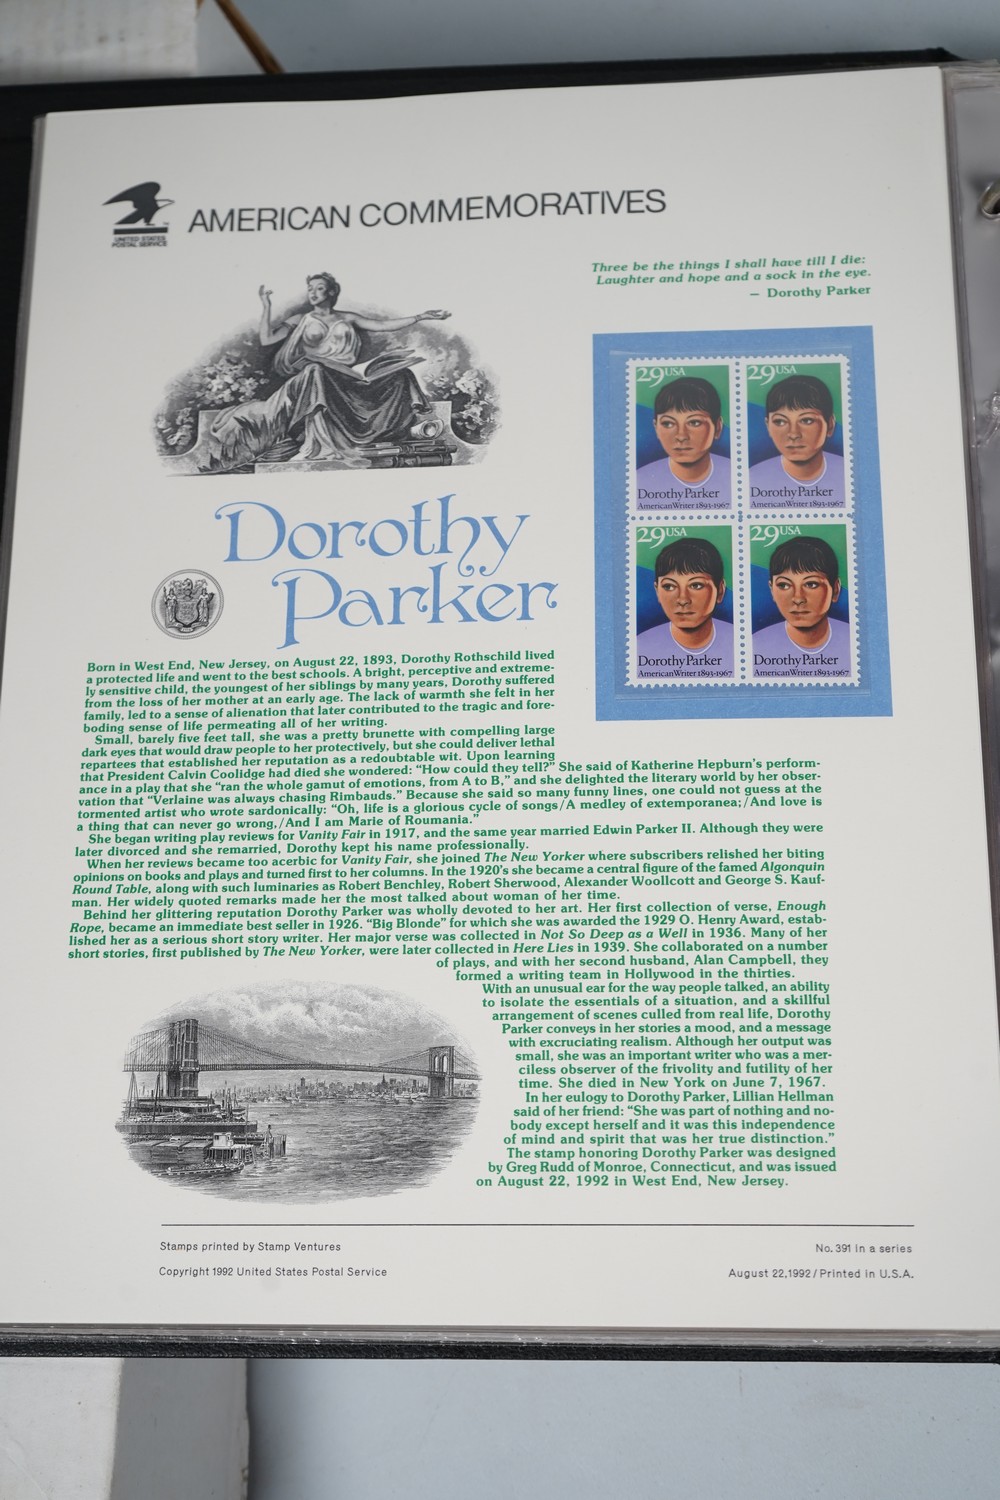 UNITED STATES
POSTAL SERVICE
AMERICAN COMMEMORATIVES
Three be the things I shall have till I die:
Laughter and hope and a sock in the eye.
— Dorothy Parker
29 USA
Dorothy Parker
American Writer 1893-1967
29 USA
Dorothy Parker
American Writer 1893-1967
29 USA
Dorothy Parker
American Writer 1893-1967
29 USA
Dorothy Parker
American Writer 1893-1967
Dorothy
Parker
Born in West End, New Jersey, on August 22, 1893, Dorothy Rothschild lived
a protected life and went to the best schools. A bright, perceptive and extreme-
ly sensitive child, the youngest of her siblings by many years, Dorothy suffered
from the loss of her mother at an early age. The lack of warmth she felt in her
family, led to a sense of alienation that later contributed to the tragic and fore-
boding sense of life permeating all of her writing.
Small, barely five feet tall, she was a pretty brunette with compelling large
dark eyes that would draw people to her protectively, but she could deliver lethal
repartees that established her reputation as a redoubtable wit. Upon learning
that President Calvin Coolidge had died she wondered: "How could they tell?" She said of Katherine Hepburn's perform-
ance in a play that she "ran the whole gamut of emotions, from A to B," and she delighted the literary world by her obser-
vation that "Verlaine was always chasing Rimbauds." Because she said so many funny lines, one could not guess at the
tormented artist who wrote sardonically: "Oh, life is a glorious cycle of songs/A medley of extemporanea;/And love is
a thing that can never go wrong,/And I am Marie of Roumania."
She began writing play reviews for Vanity Fair in 1917, and the same year married Edwin Parker II. Although they were
later divorced and she remarried, Dorothy kept his name professionally.
When her reviews became too acerbic for Vanity Fair, she joined The New Yorker where subscribers relished her biting
opinions on books and plays and turned first to her columns. In the 1920's she became a central figure of the famed Algonquin
Round Table, along with such luminaries as Robert Benchley, Robert Sherwood, Alexander Woollcott and George S. Kauf-
man. Her widely quoted remarks made her the most talked about woman of her time.
Behind her glittering reputation Dorothy Parker was wholly devoted to her art. Her first collection of verse, Enough
Rope, became an immediate best seller in 1926. "Big Blonde" for which she was awarded the 1929 O. Henry Award, estab-
lished her as a serious short story writer. Her major verse was collected in Not So Deep as a Well in 1936. Many of her
short stories, first published by The New Yorker, were later collected in Here Lies in 1939. She collaborated on a number
of plays, and with her second husband, Alan Campbell, they
formed a writing team in Hollywood in the thirties.
With an unusual ear for the way people talked, an ability
to isolate the essentials of a situation, and a skillful
arrangement of scenes culled from real life, Dorothy
Parker conveys in her stories a mood, and a message
with excruciating realism. Although her output was
small, she was an important writer who was a mer-
ciless observer of the frivolity and futility of her
time. She died in New York on June 7, 1967.
In her eulogy to Dorothy Parker, Lillian Hellman
said of her friend: "She was part of nothing and no-
body except herself and it was this independence
of mind and spirit that was her true distinction."
The stamp honoring Dorothy Parker was designed
by Greg Rudd of Monroe, Connecticut, and was issued
on August 22, 1992 in West End, New Jersey.
Stamps printed by Stamp Ventures
No. 391 in a series
Copyright 1992 United States Postal Service
August 22, 1992/Printed in U.S.A.